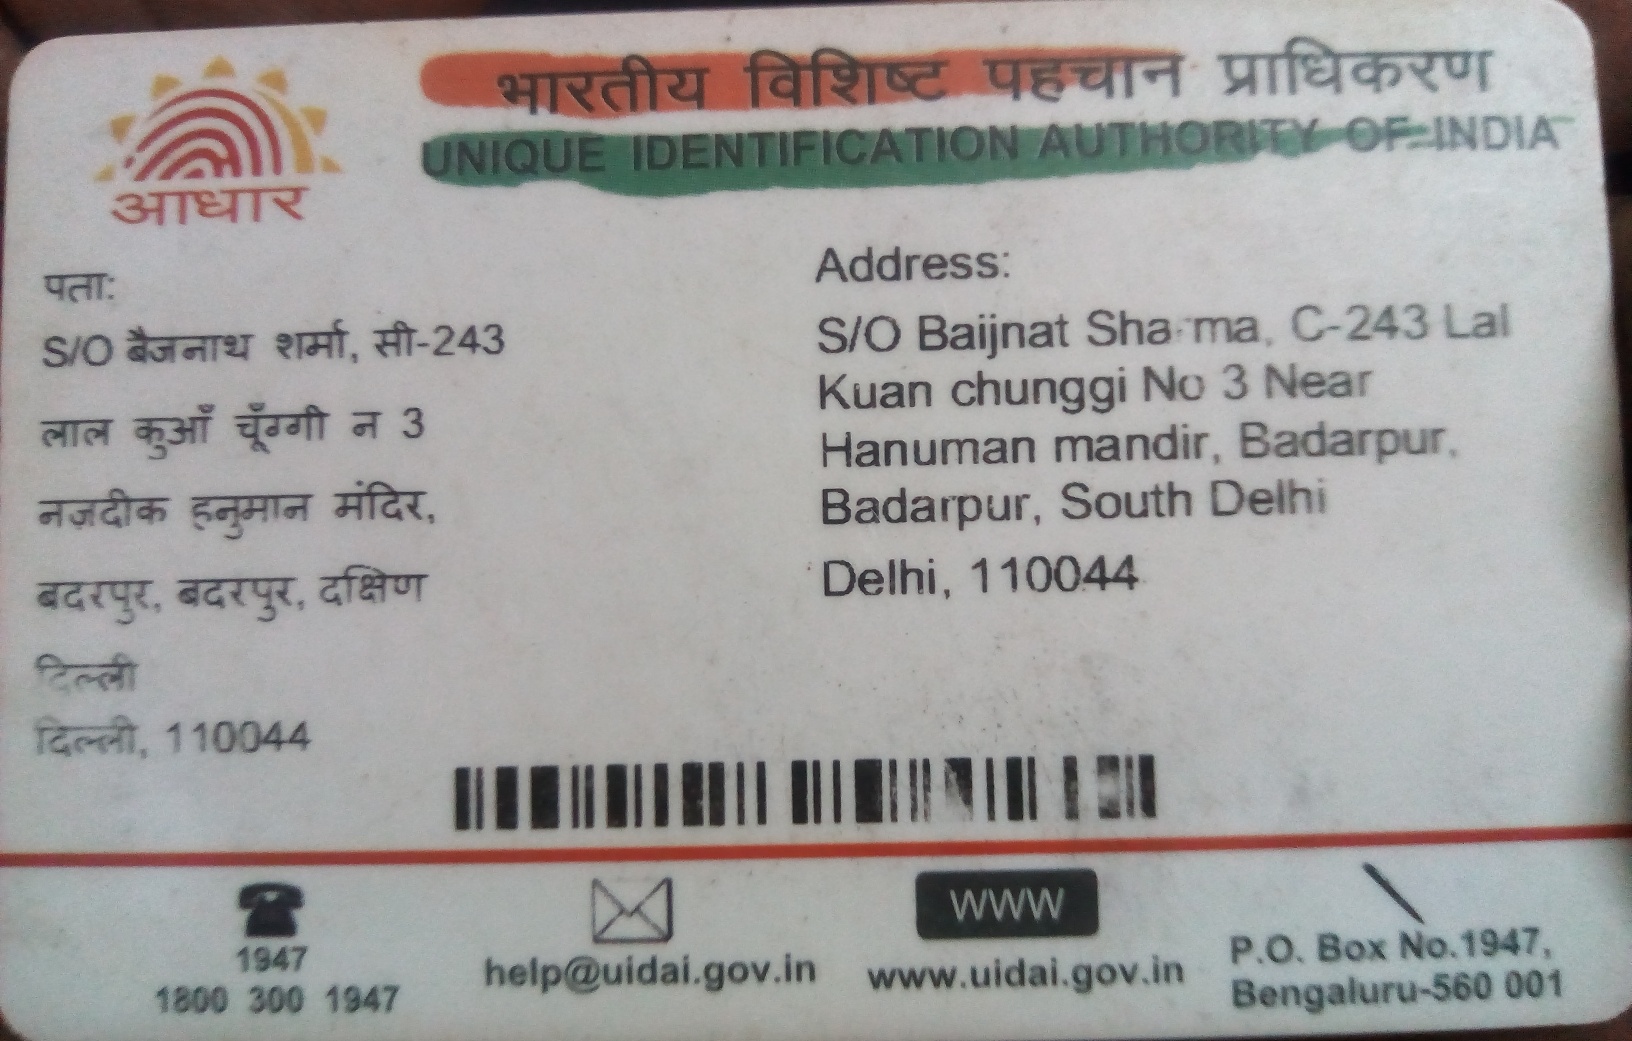 भारतीय विशिष्ट पहचान प्राधिकरण
UNIQUE IDENTIFICATION AUTHORITY OF INDIA
आधार
पता:
S/O बैजनाथ शर्मा, सी-243
लाल कुआँ चूँग्गी न 3
नज़दीक हनुमान मंदिर,
बदरपुर, बदरपुर, दक्षिण
दिल्ली
दिल्ली, 110044
Address:
S/O Baijnat Sharma, C-243 Lal
Kuan chunggi No 3 Near
Hanuman mandir, Badarpur,
Badarpur, South Delhi
Delhi, 110044
1947
1800 300 1947
help@uidai.gov.in
WWW
www.uidai.gov.in
P.O. Box No.1947,
Bengaluru-560 001